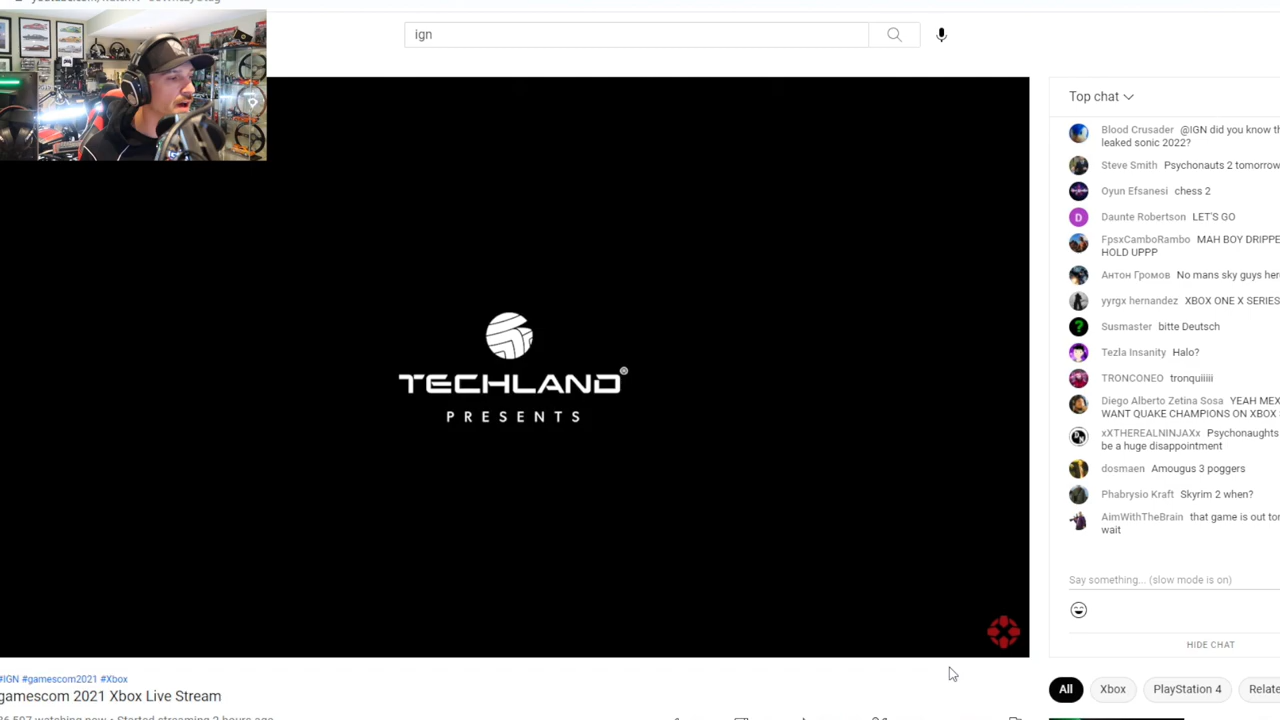 ign
Top chat
Blood Crusader @IGN did you know
leaked sonic 2022?
Steve Smith Psychonauts 2 tomorrow
Oyun Efsanesi chess 2
D Daunte Robertson LET'S GO
FpsxCamboRambo MAH BOY DRIPPE
HOLD UPPP
Антон Громов No mans sky guys her
yyrgx hernandez XBOX ONE X SERIES
? Susmaster bitte Deutsch
Tezla Insanity Halo?
TRONCONEO tronquiiiii
Diego Alberto Zetina Sosa YEAH MEX
WANT QUAKE CHAMPIONS ON XBOX
xXTHEREALNINJAXx Psychonaughts
be a huge disappointment
dosmaen Amougus 3 poggers
Phabrysio Kraft Skyrim 2 when?
AimWithTheBrain that game is out
wait
TECHLAND®
PRESENTS
Say something... (slow mode is on)
HIDE CHAT
#IGN #gamescom2021 #Xbox
gamescom 2021 Xbox Live Stream
All Xbox PlayStation 4 Relate